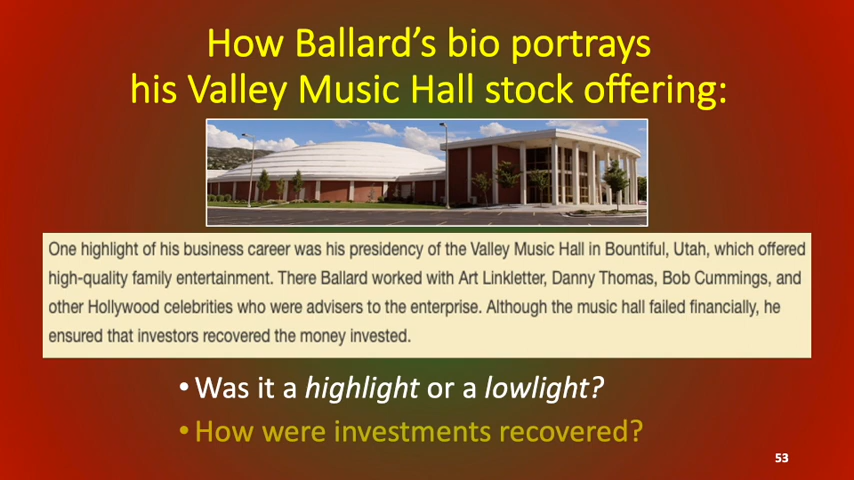 How Ballard's bio portrays
his Valley Music Hall stock offering:
One highlight of his business career was his presidency of the Valley Music Hall in Bountiful, Utah, which offered
high-quality family entertainment. There Ballard worked with Art Linkletter, Danny Thomas, Bob Cummings, and
other Hollywood celebrities who were advisers to the enterprise. Although the music hall failed financially, he
ensured that investors recovered the money invested.
• Was it a highlight or a lowlight?
• How were investments recovered?
53